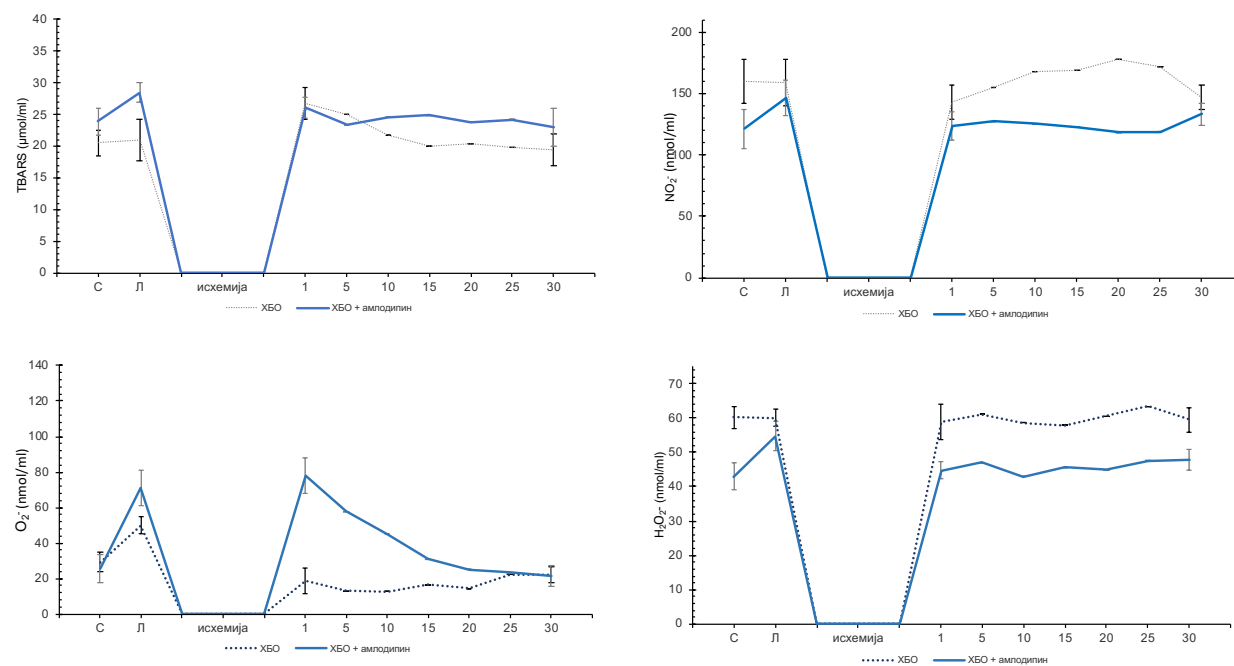 TBARS (μmol/ml)
40
35
30
25
20
15
10
5
0
С Л исхемија 1 5 10 15 20 25 30
ХБО ХБО + амлодипин
NO₂⁻ (nmol/ml)
200
150
100
50
0
С Л исхемија 1 5 10 15 20 25 30
ХБО ХБО + амлодипин
O₂⁻ (nmol/ml)
140
120
100
80
60
40
20
0
С Л исхемија 1 5 10 15 20 25 30
ХБО ХБО + амлодипин
H₂O₂⁻ (nmol/ml)
70
60
50
40
30
20
10
0
С Л исхемија 1 5 10 15 20 25 30
ХБО ХБО + амлодипин